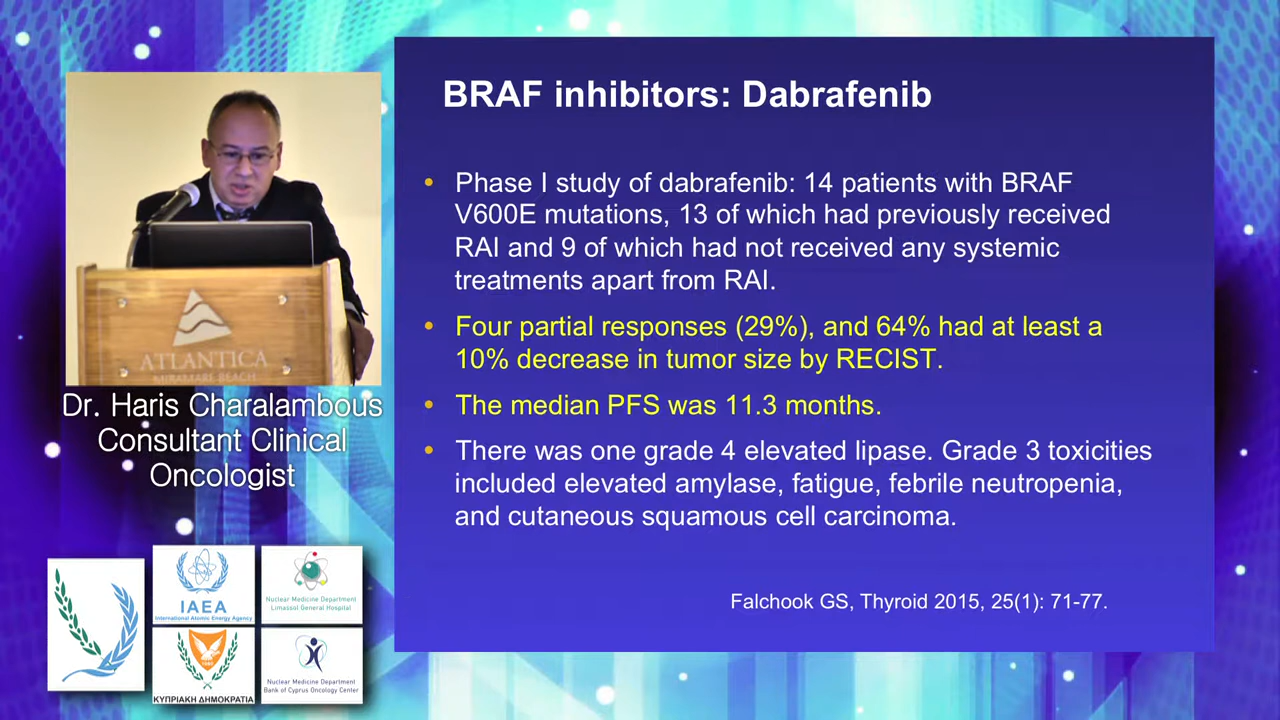 BRAF inhibitors: Dabrafenib
• Phase I study of dabrafenib: 14 patients with BRAF
V600E mutations, 13 of which had previously received
RAI and 9 of which had not received any systemic
treatments apart from RAI.
• Four partial responses (29%), and 64% had at least a
10% decrease in tumor size by RECIST.
• The median PFS was 11.3 months.
• There was one grade 4 elevated lipase. Grade 3 toxicities
included elevated amylase, fatigue, febrile neutropenia,
and cutaneous squamous cell carcinoma.
Falchook GS, Thyroid 2015, 25(1): 71-77.
ATLANTICA
MIRAMARE BEACH
Dr. Haris Charalambous
Consultant Clinical
Oncologist
IAEA
International Atomic Energy Agency
Nuclear Medicine Department
Limassol General Hospital
1960
ΚΥΠΡΙΑΚΗ ΔΗΜΟΚΡΑΤΙΑ
Nuclear Medicine Department
Bank of Cyprus Oncology Center